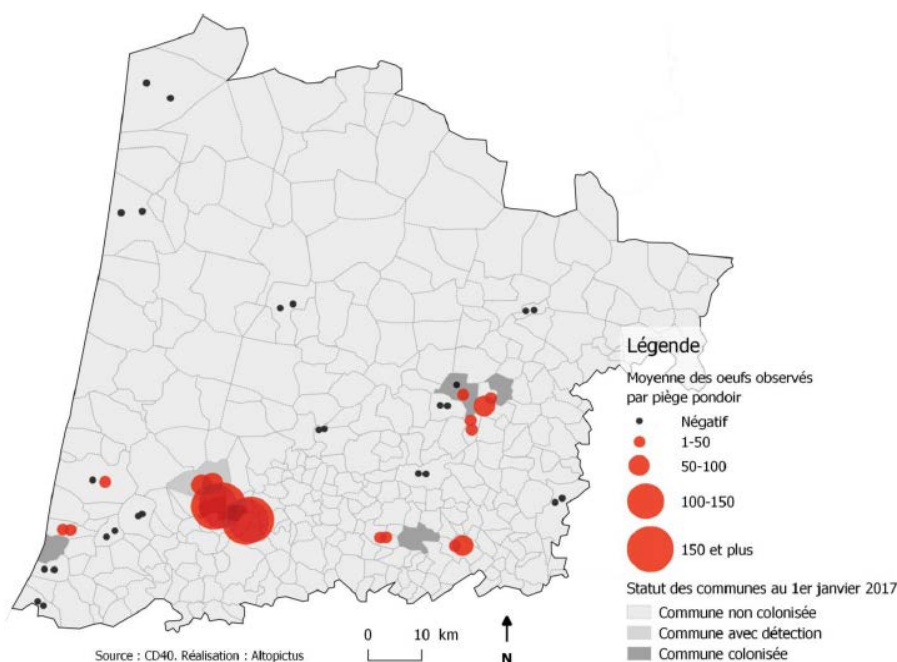 Légende
Moyenne des oeufs observés
par piège pondoir
Négatif
1-50
50-100
100-150
150 et plus
Statut des communes au 1er janvier 2017
Commune non colonisée
Commune avec détection
Commune colonisée
0 10 km
N
Source : CD40. Réalisation : Altopictus